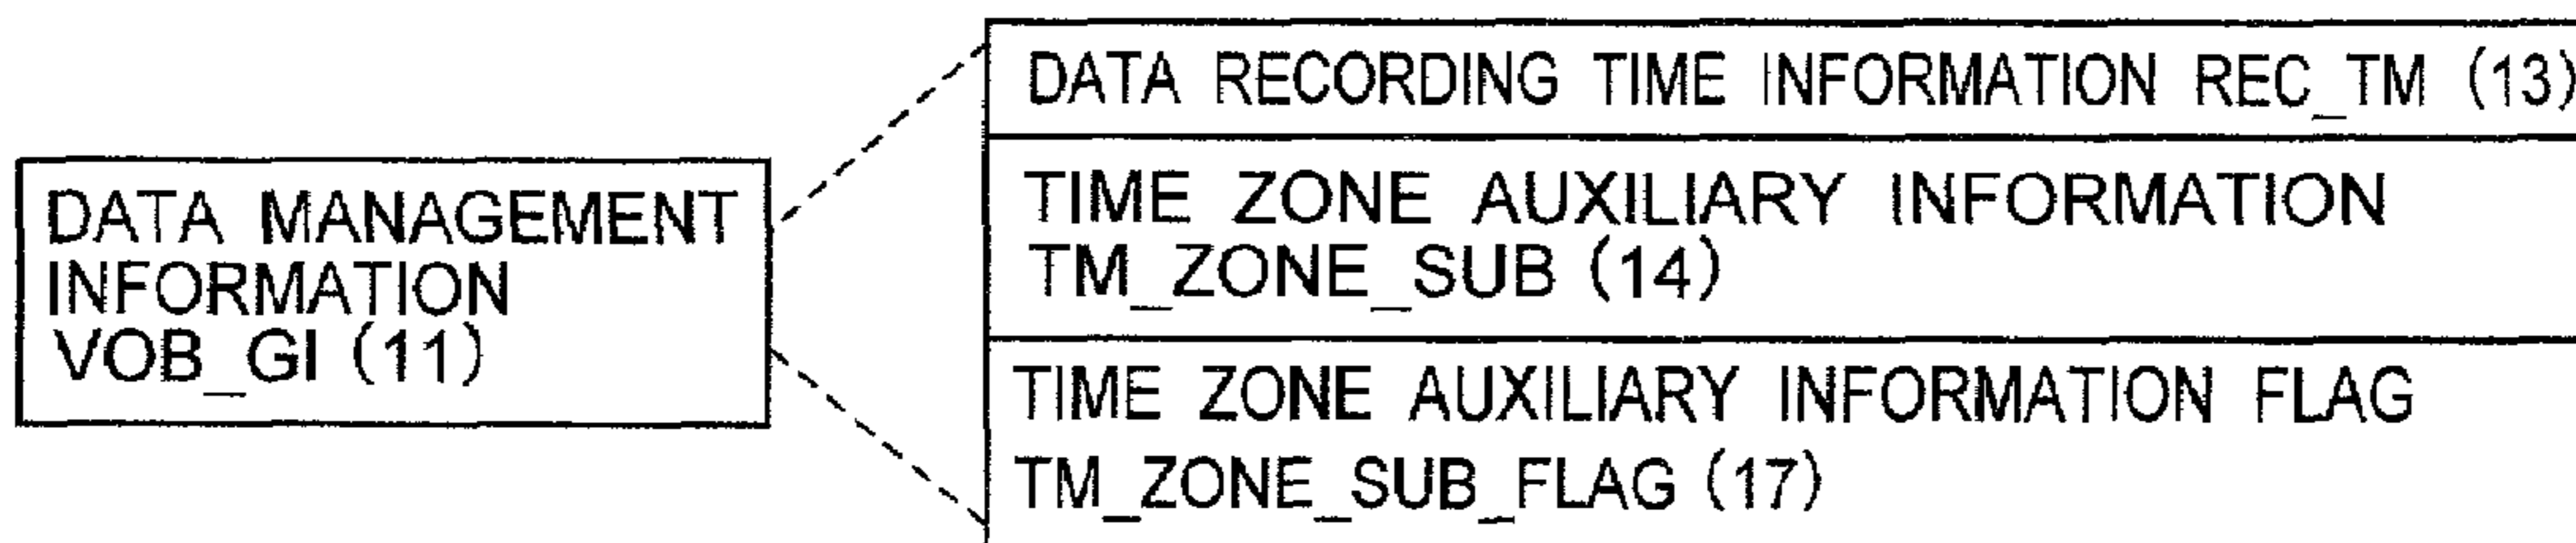 DATA MANAGEMENT
INFORMATION
VOB_GI (11)
DATA RECORDING TIME INFORMATION REC_TM (13)
TIME ZONE AUXILIARY INFORMATION
TM_ZONE_SUB (14)
TIME ZONE AUXILIARY INFORMATION FLAG
TM_ZONE_SUB_FLAG (17)